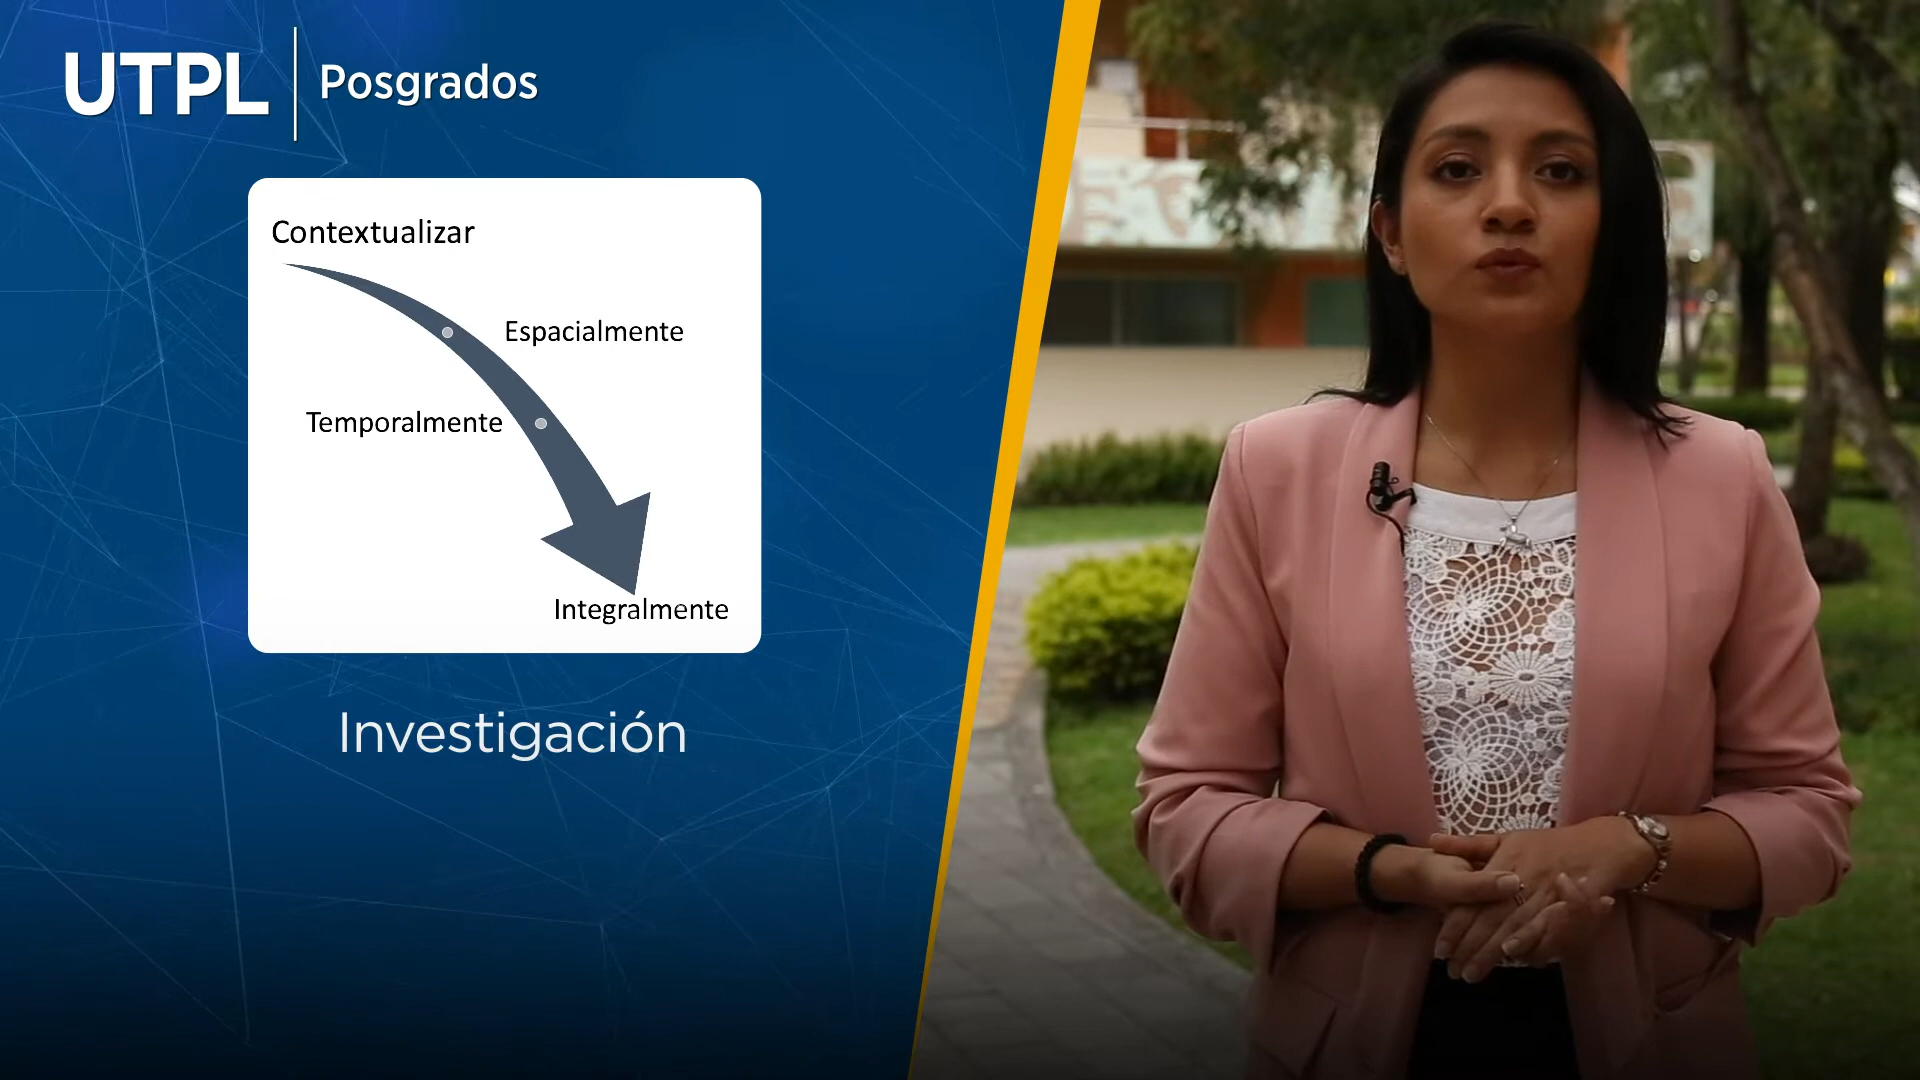 UTPL | Posgrados
Contextualizar
Espacialmente
Temporalmente
Integralmente
Investigación